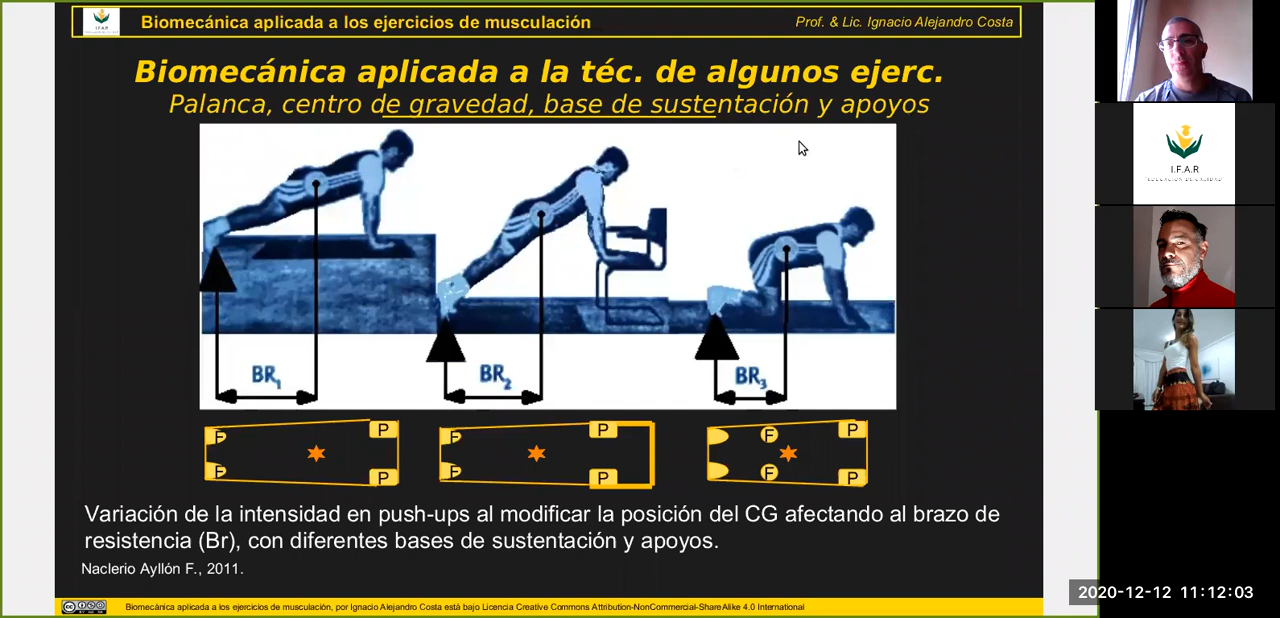 Biomecánica aplicada a los ejercicios de musculación
Prof. & Lic. Ignacio Alejandro Costa
I.F.A.R
Biomecánica aplicada a la téc. de algunos ejerc.
Palanca, centro de gravedad, base de sustentación y apoyos
BR1
BR2
BR3
F P
F P
F P
F P
F P
F P
Variación de la intensidad en push-ups al modificar la posición del CG afectando al brazo de
resistencia (Br), con diferentes bases de sustentación y apoyos.
Naclerio Ayllón F., 2011.
cc
Biomecánica aplicada a los ejercicios de musculación, por Ignacio Alejandro Costa está bajo Licencia Creative Commons Attribution-NonCommercial-ShareAlike 4.0 International
I.F.A.R
EDUCACIÓN DE CALIDAD
2020-12-12 11:12:03